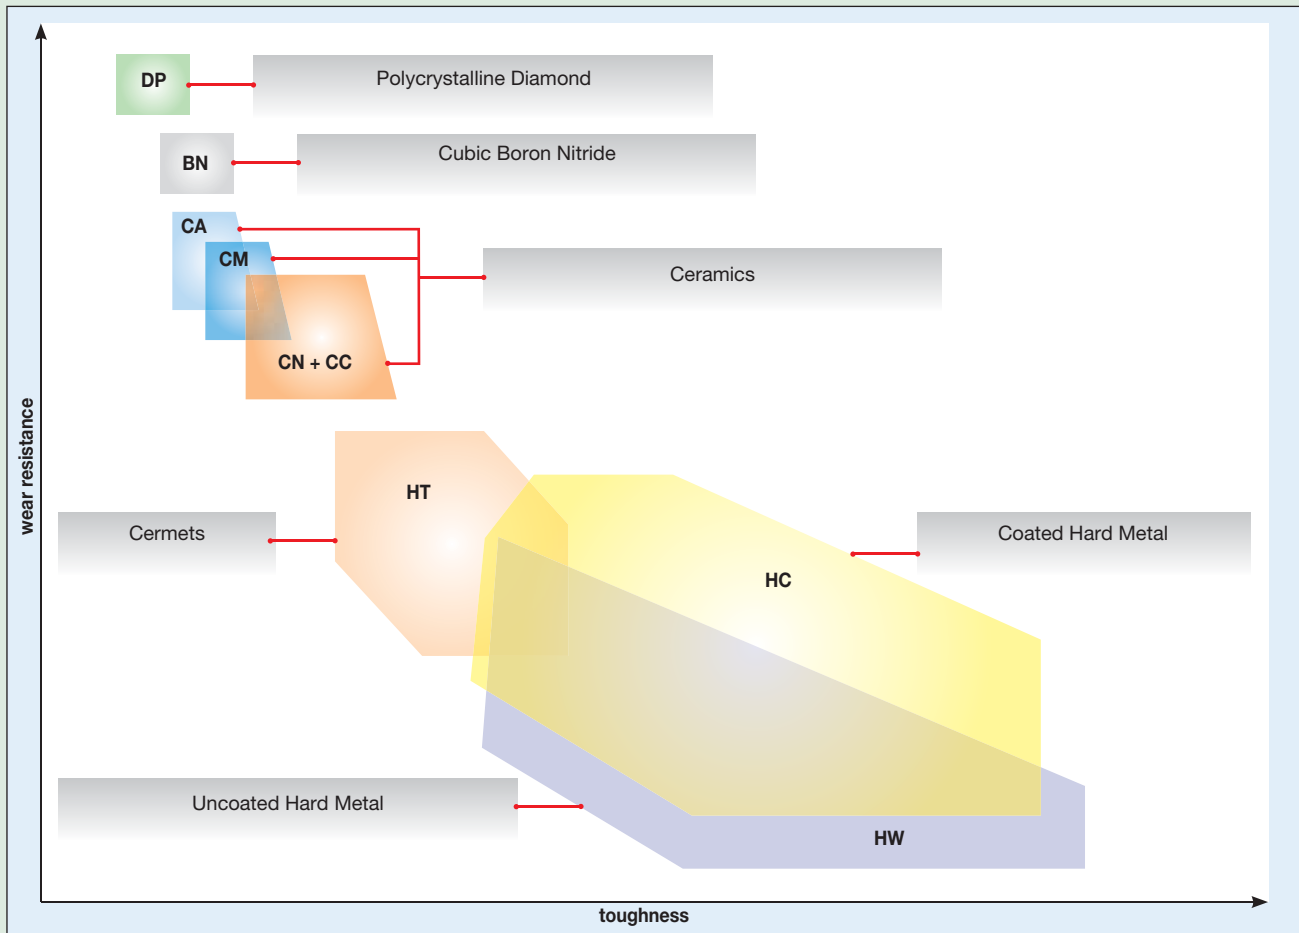 DP
Polycrystalline Diamond
BN
Cubic Boron Nitride
CA
CM
Ceramics
CN + CC
wear resistance
HT
Cermets
Coated Hard Metal
HC
Uncoated Hard Metal
HW
toughness